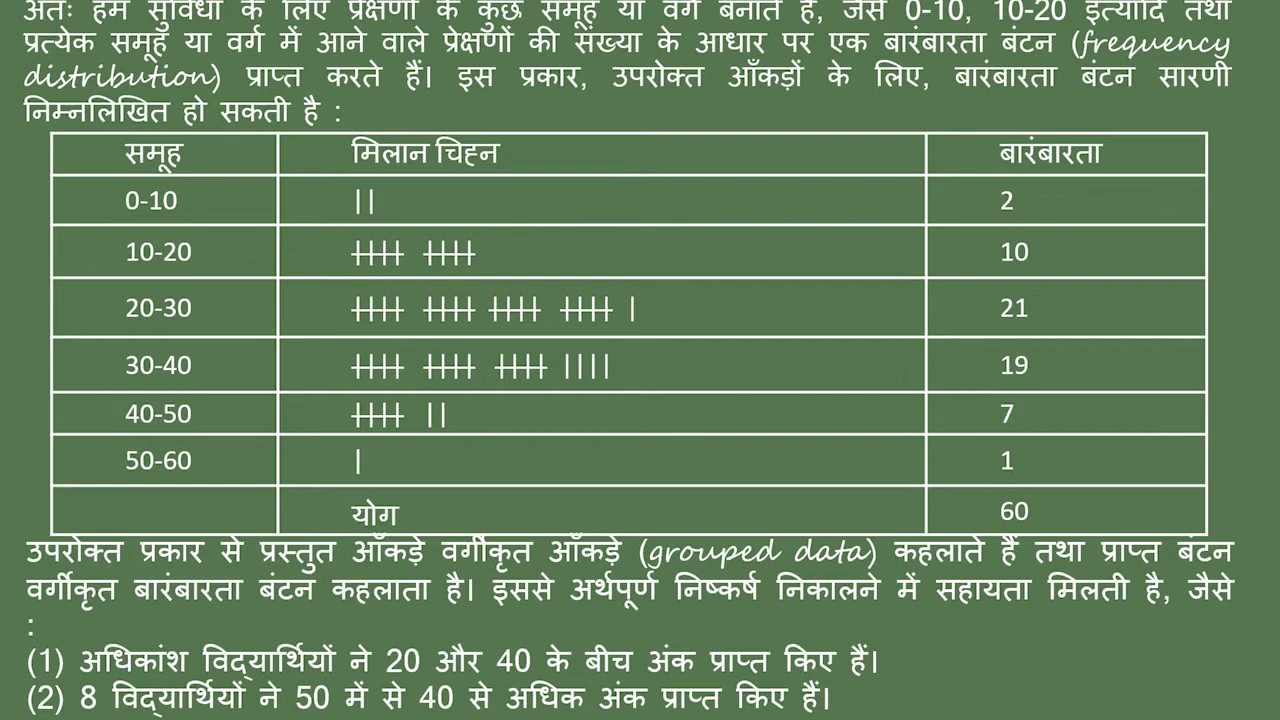 अतः हम सुविधा के लिए प्रेक्षणों के कुछ समूह या वर्ग बनाते हैं, जैसे 0-10, 10-20 इत्यादि तथा
प्रत्येक समूह या वर्ग में आने वाले प्रेक्षणों की संख्या के आधार पर एक बारंबारता बंटन (frequency
distribution) प्राप्त करते हैं। इस प्रकार, उपरोक्त आँकड़ों के लिए, बारंबारता बंटन सारणी
निम्नलिखित हो सकती है :
समूह मिलान चिह्न बारंबारता
0-10 || 2
10-20 ||||| ||||| 10
20-30 ||||| ||||| ||||| ||||| | 21
30-40 ||||| ||||| ||||| |||| 19
40-50 ||||| || 7
50-60 | 1
योग 60
उपरोक्त प्रकार से प्रस्तुत आँकड़े वर्गीकृत आँकड़े (grouped data) कहलाते हैं तथा प्राप्त बंटन
वर्गीकृत बारंबारता बंटन कहलाता है। इससे अर्थपूर्ण निष्कर्ष निकालने में सहायता मिलती है, जैसे
:
(1) अधिकांश विद्यार्थियों ने 20 और 40 के बीच अंक प्राप्त किए हैं।
(2) 8 विद्यार्थियों ने 50 में से 40 से अधिक अंक प्राप्त किए हैं।